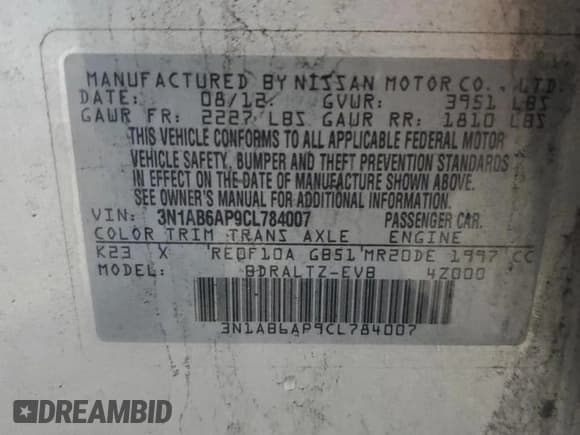 MANUFACTURED BY NISSAN MOTOR CO., LTD.
DATE: 08/12 GVWR: 3951 LBS
GAWR FR: 2227 LBS GAWR RR: 1810 LBS
THIS VEHICLE CONFORMS TO ALL APPLICABLE FEDERAL MOTOR
VEHICLE SAFETY, BUMPER AND THEFT PREVENTION STANDARDS
IN EFFECT ON THE DATE OF MANUFACTURE SHOWN ABOVE.
SEE OWNER'S MANUAL FOR ADDITIONAL INFORMATION.
VIN: 3N1AB6AP9CL784007 PASSENGER CAR.
COLOR TRIM TRANS AXLE ENGINE
K23 X RE0F10A GB51 MR20DE 1997 CC
MODEL: BDRALTZ-EVB 4Z000
3N1AB6AP9CL784007
DREAMBID